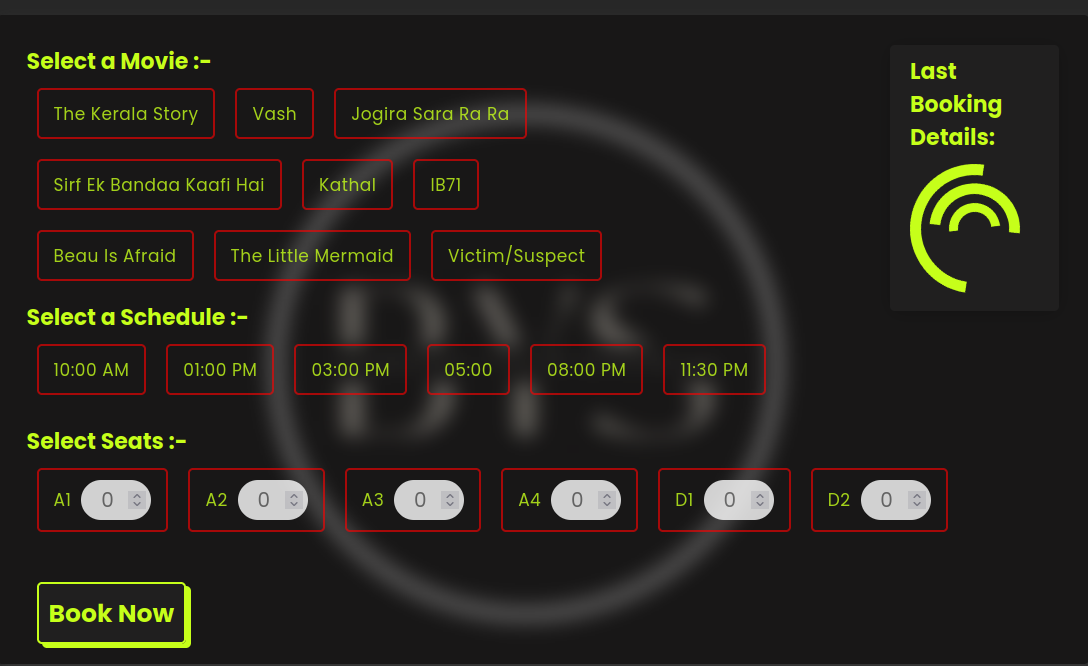 Select a Movie :-
The Kerala Story Vash Jogira Sara Ra Ra
Sirf Ek Bandaa Kaafi Hai Kathal IB71
Beau Is Afraid The Little Mermaid Victim/Suspect
Select a Schedule :-
10:00 AM 01:00 PM 03:00 PM 05:00 08:00 PM 11:30 PM
Select Seats :-
A1 0 A2 0 A3 0 A4 0 D1 0 D2 0
Book Now
Last
Booking
Details: